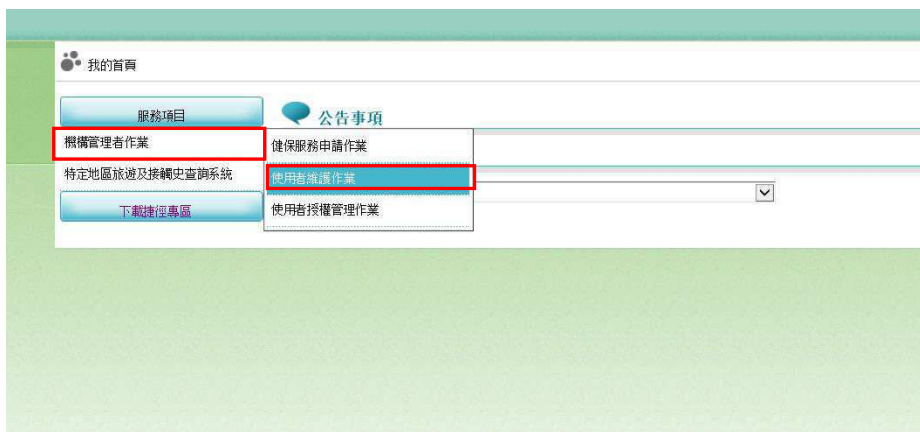 我的首頁
服務項目
公告事項
機構管理者作業
健保服務申請作業
特定地區旅遊及接觸史查詢系統
使用者維護作業
下載捷徑專區
使用者授權管理作業